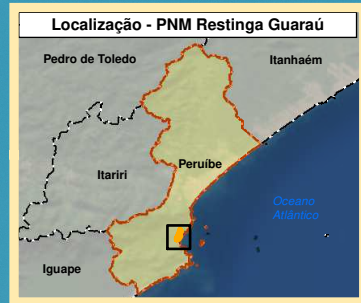 Localização - PNM Restinga Guaraú
Pedro de Toledo
Itanhaém
Itariri
Peruíbe
Oceano
Atlântico
Iguape